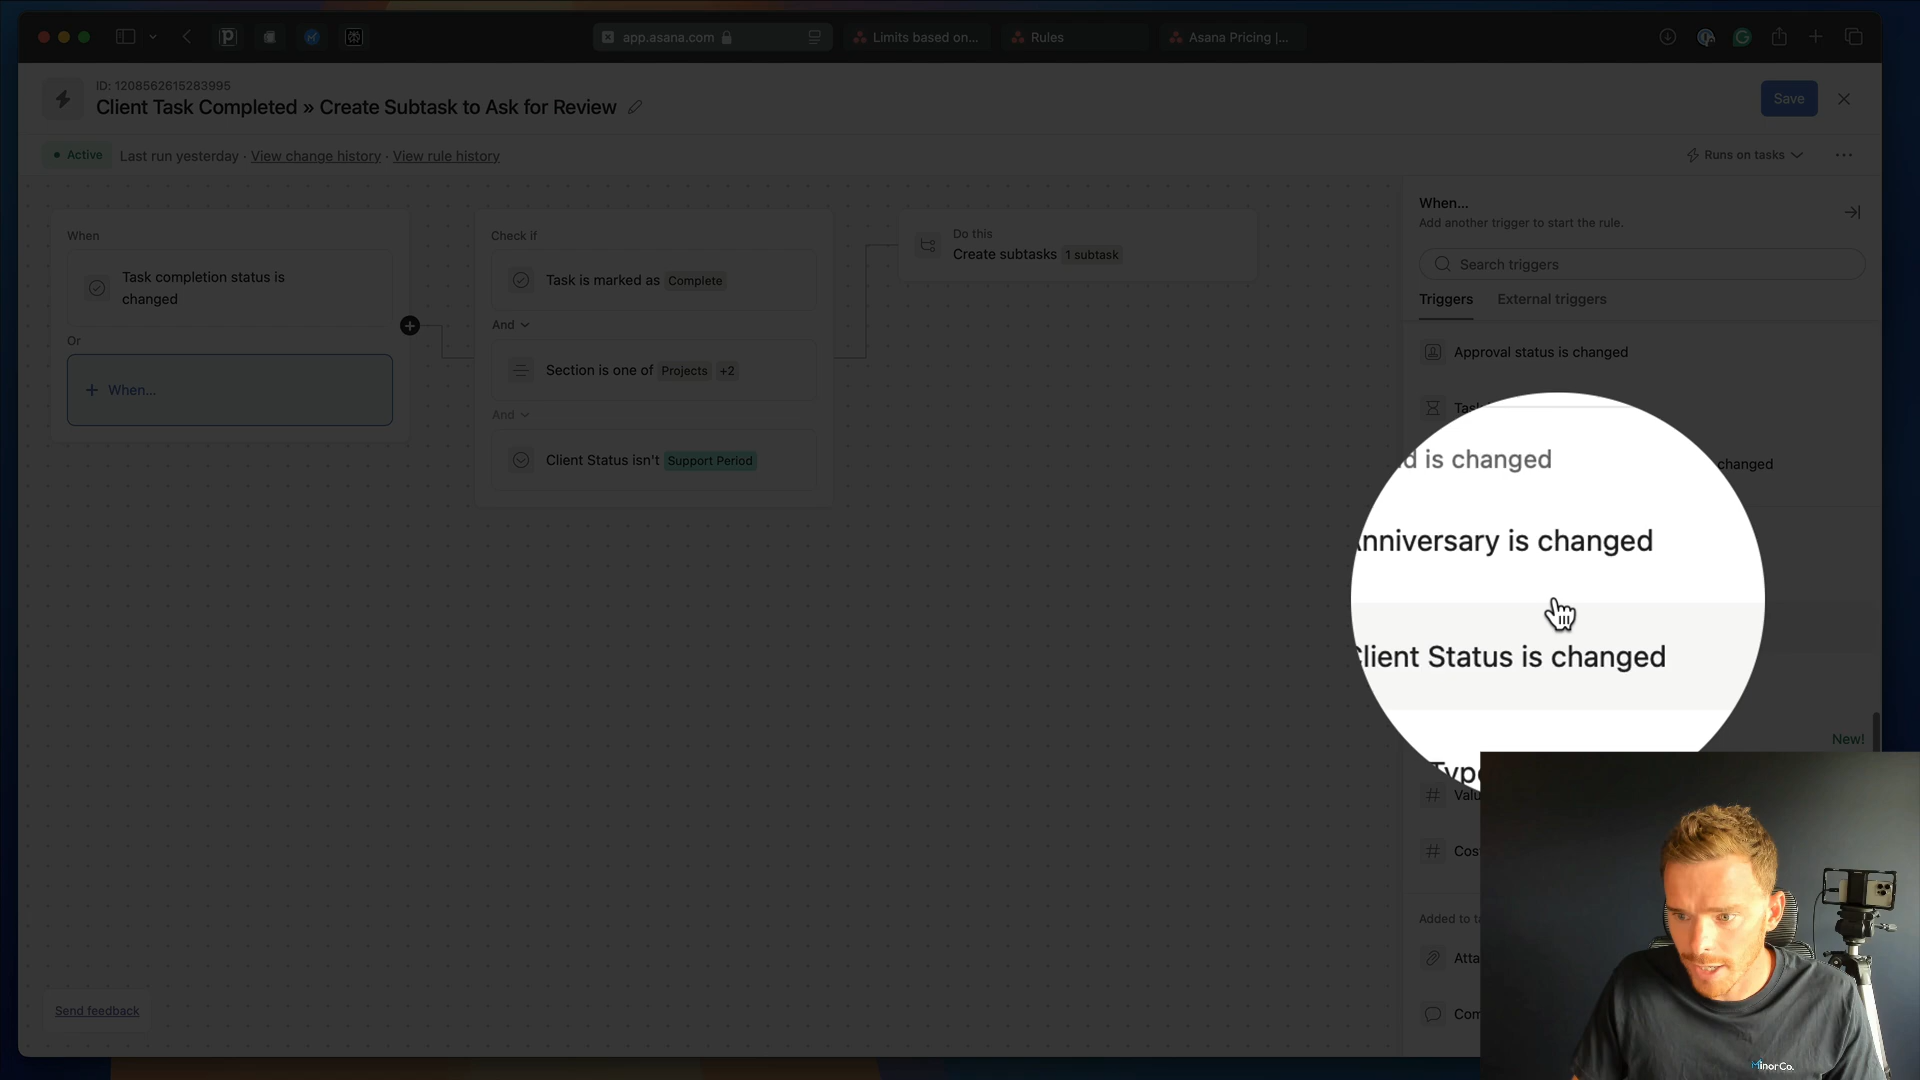 app.asana.com
Limits based on...
Rules
Asana Pricing |...
ID: 1208562615283995
Client Task Completed » Create Subtask to Ask for Review
Save
Active
Last run yesterday · View change history · View rule history
Runs on tasks
When
Task completion status is
changed
Or
+ When...
Check if
Task is marked as Complete
And
Section is one of Projects +2
And
Client Status isn't Support Period
Do this
Create subtasks 1 subtask
When...
Add another trigger to start the rule.
Search triggers
Triggers
External triggers
Approval status is changed
is changed
changed
nniversary is changed
Client Status is changed
New!
Added to
Send feedback
MinorCo.